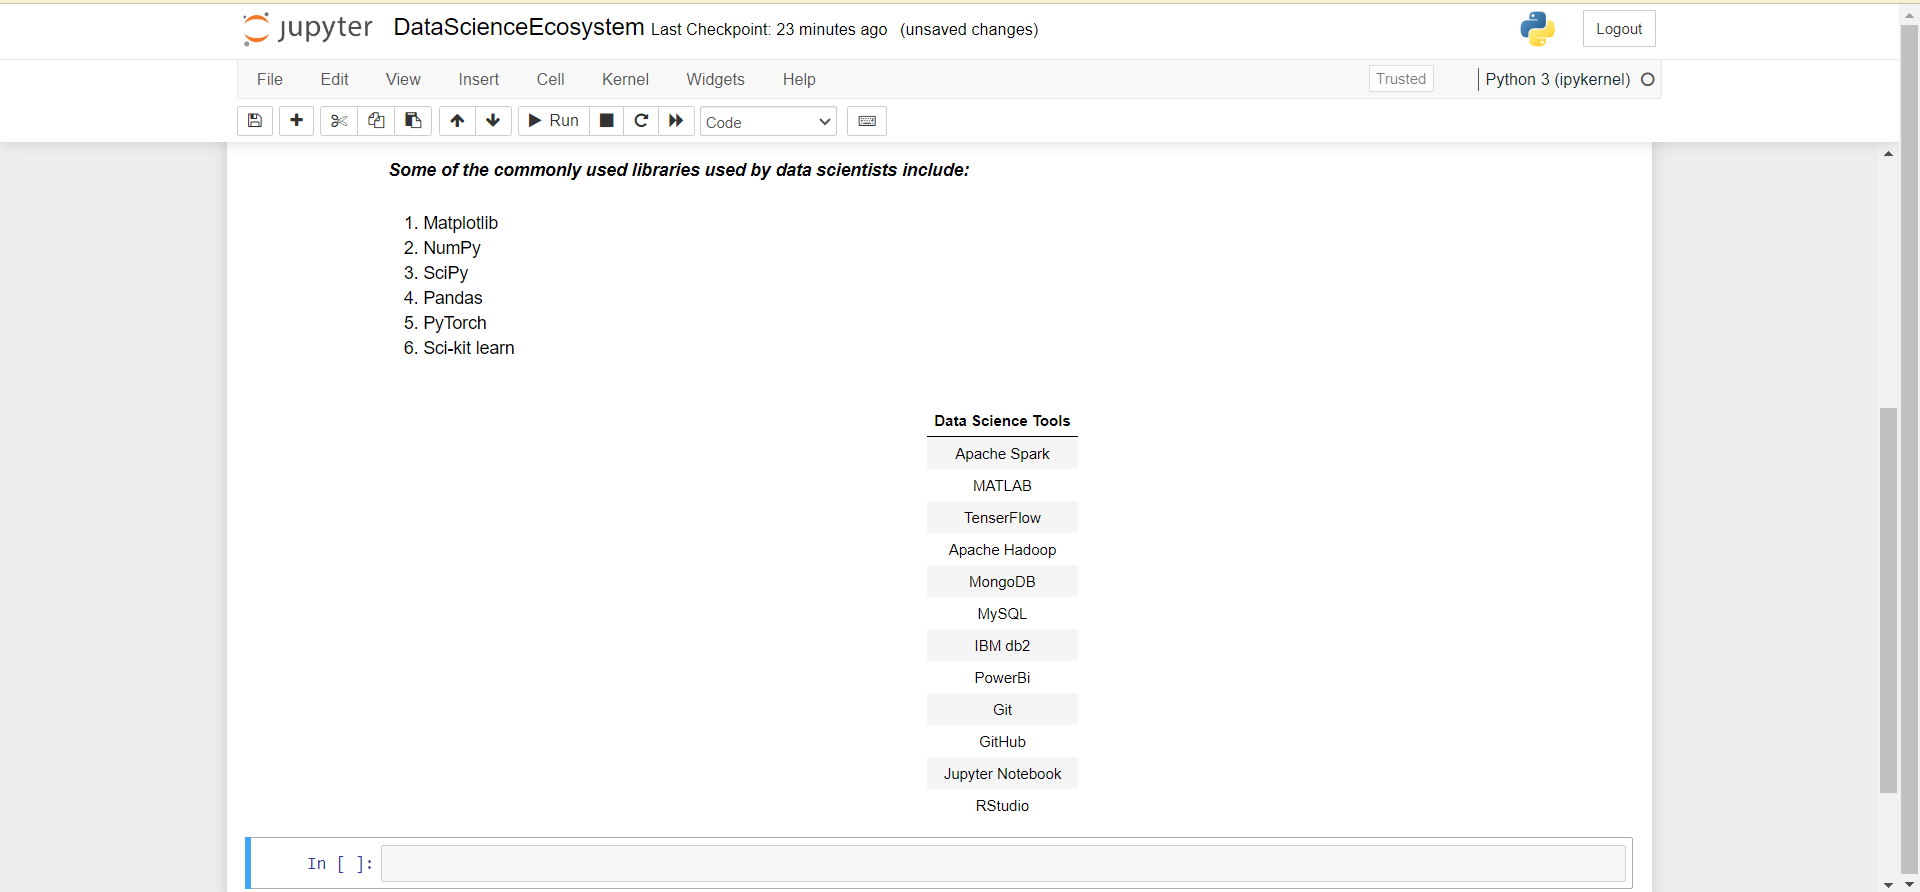 jupyter DataScienceEcosystem Last Checkpoint: 23 minutes ago (unsaved changes) Logout
File Edit View Insert Cell Kernel Widgets Help Trusted Python 3 (ipykernel)
Run Code
Some of the commonly used libraries used by data scientists include:
1. Matplotlib
2. NumPy
3. SciPy
4. Pandas
5. PyTorch
6. Sci-kit learn
Data Science Tools
Apache Spark
MATLAB
TenserFlow
Apache Hadoop
MongoDB
MySQL
IBM db2
PowerBi
Git
GitHub
Jupyter Notebook
RStudio
In [ ]: